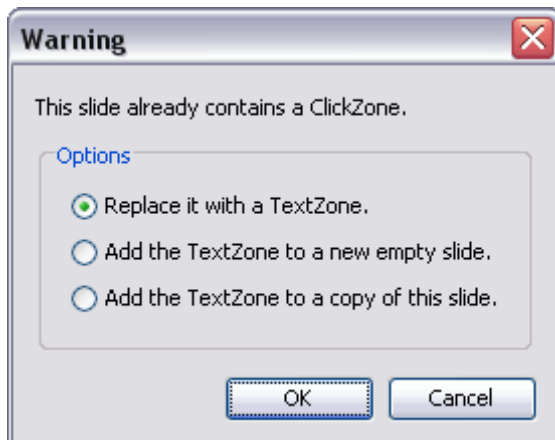 Warning
This slide already contains a ClickZone.
Options
Replace it with a TextZone.
Add the TextZone to a new empty slide.
Add the TextZone to a copy of this slide.
OK Cancel